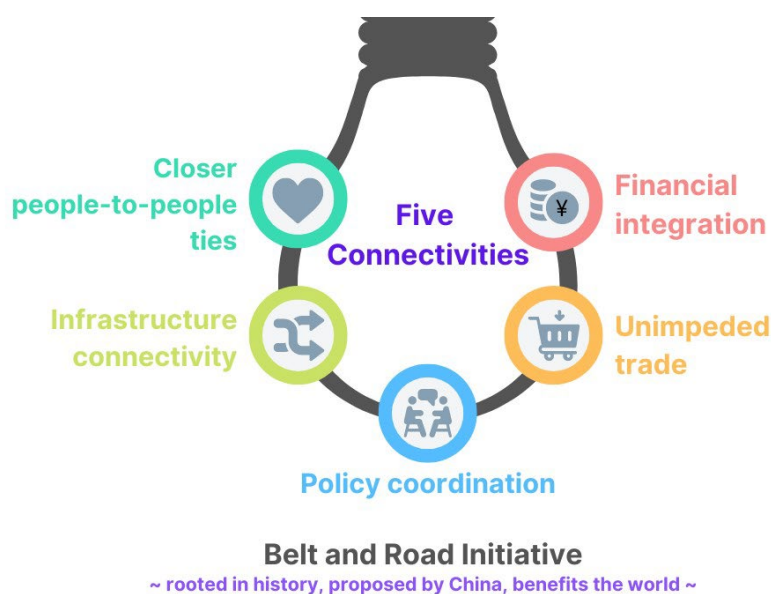 Closer
people-to-people
ties
Five
Connectivities
Financial
integration
¥
Infrastructure
connectivity
Unimpeded
trade
Policy coordination
Belt and Road Initiative
~ rooted in history, proposed by China, benefits the world ~